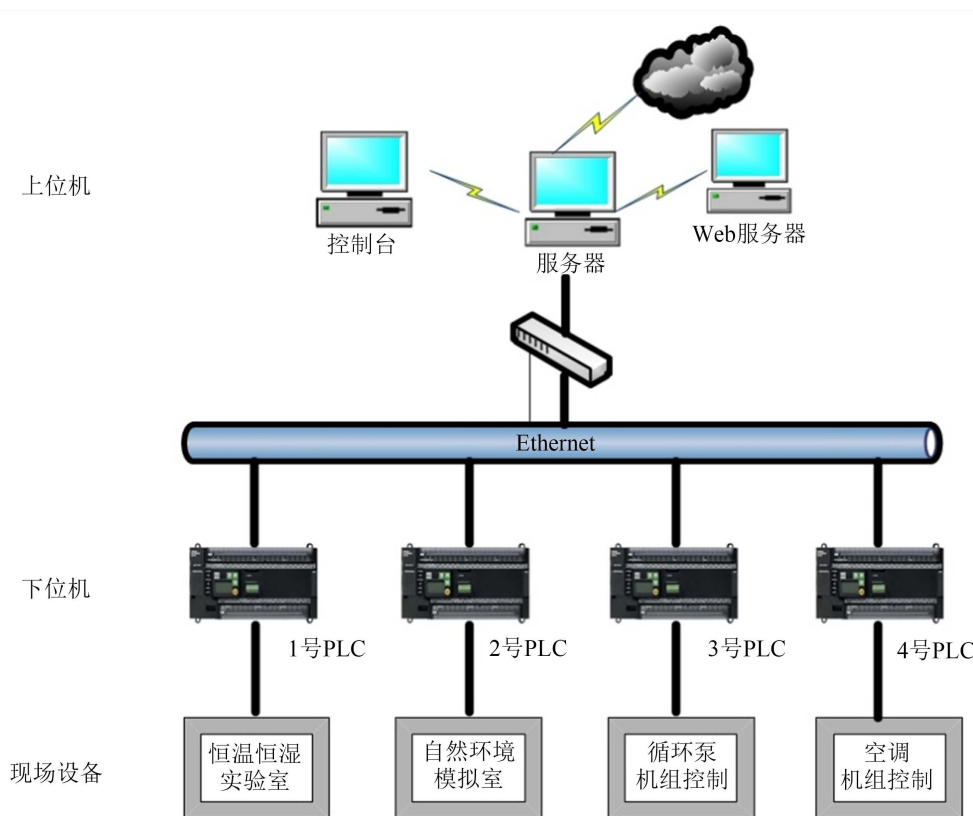 上位机
控制台
服务器
Web服务器
Ethernet
下位机
1号PLC
2号PLC
3号PLC
4号PLC
现场设备
恒温恒湿
实验室
自然环境
模拟室
循环泵
机组控制
空调
机组控制